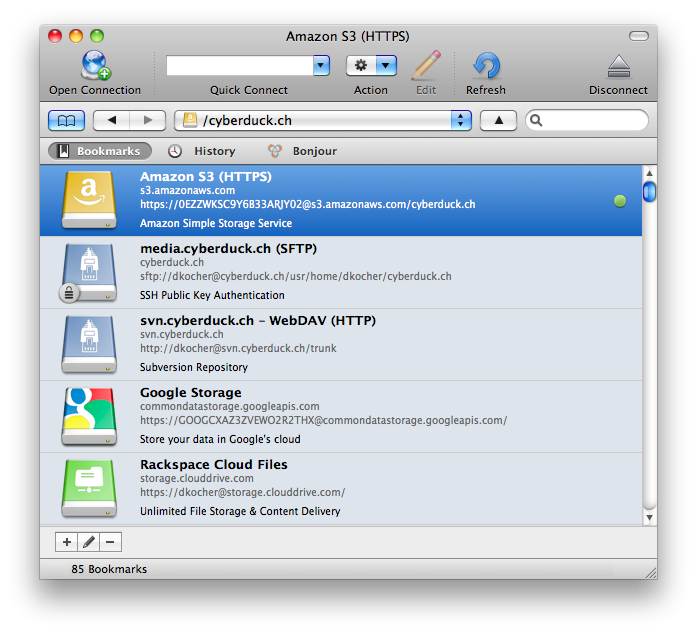 Amazon S3 (HTTPS)
Open Connection
Quick Connect
Action
Edit
Refresh
Disconnect
/cyberduck.ch
Bookmarks
History
Bonjour
Amazon S3 (HTTPS)
s3.amazonaws.com
https://0EZZWKSC9Y6B33ARJY02@s3.amazonaws.com/cyberduck.ch
Amazon Simple Storage Service
media.cyberduck.ch (SFTP)
cyberduck.ch
sftp://dkocher@cyberduck.ch/usr/home/dkocher/cyberduck.ch
SSH Public Key Authentication
svn.cyberduck.ch – WebDAV (HTTP)
svn.cyberduck.ch
http://dkocher@svn.cyberduck.ch/trunk
Subversion Repository
Google Storage
commondatastorage.googleapis.com
https://GOOGCXAZ3ZVEWO2R2THX@commondatastorage.googleapis.com/
Store your data in Google's cloud
Rackspace Cloud Files
storage.clouddrive.com
https://dkocher@storage.clouddrive.com/
Unlimited File Storage & Content Delivery
85 Bookmarks